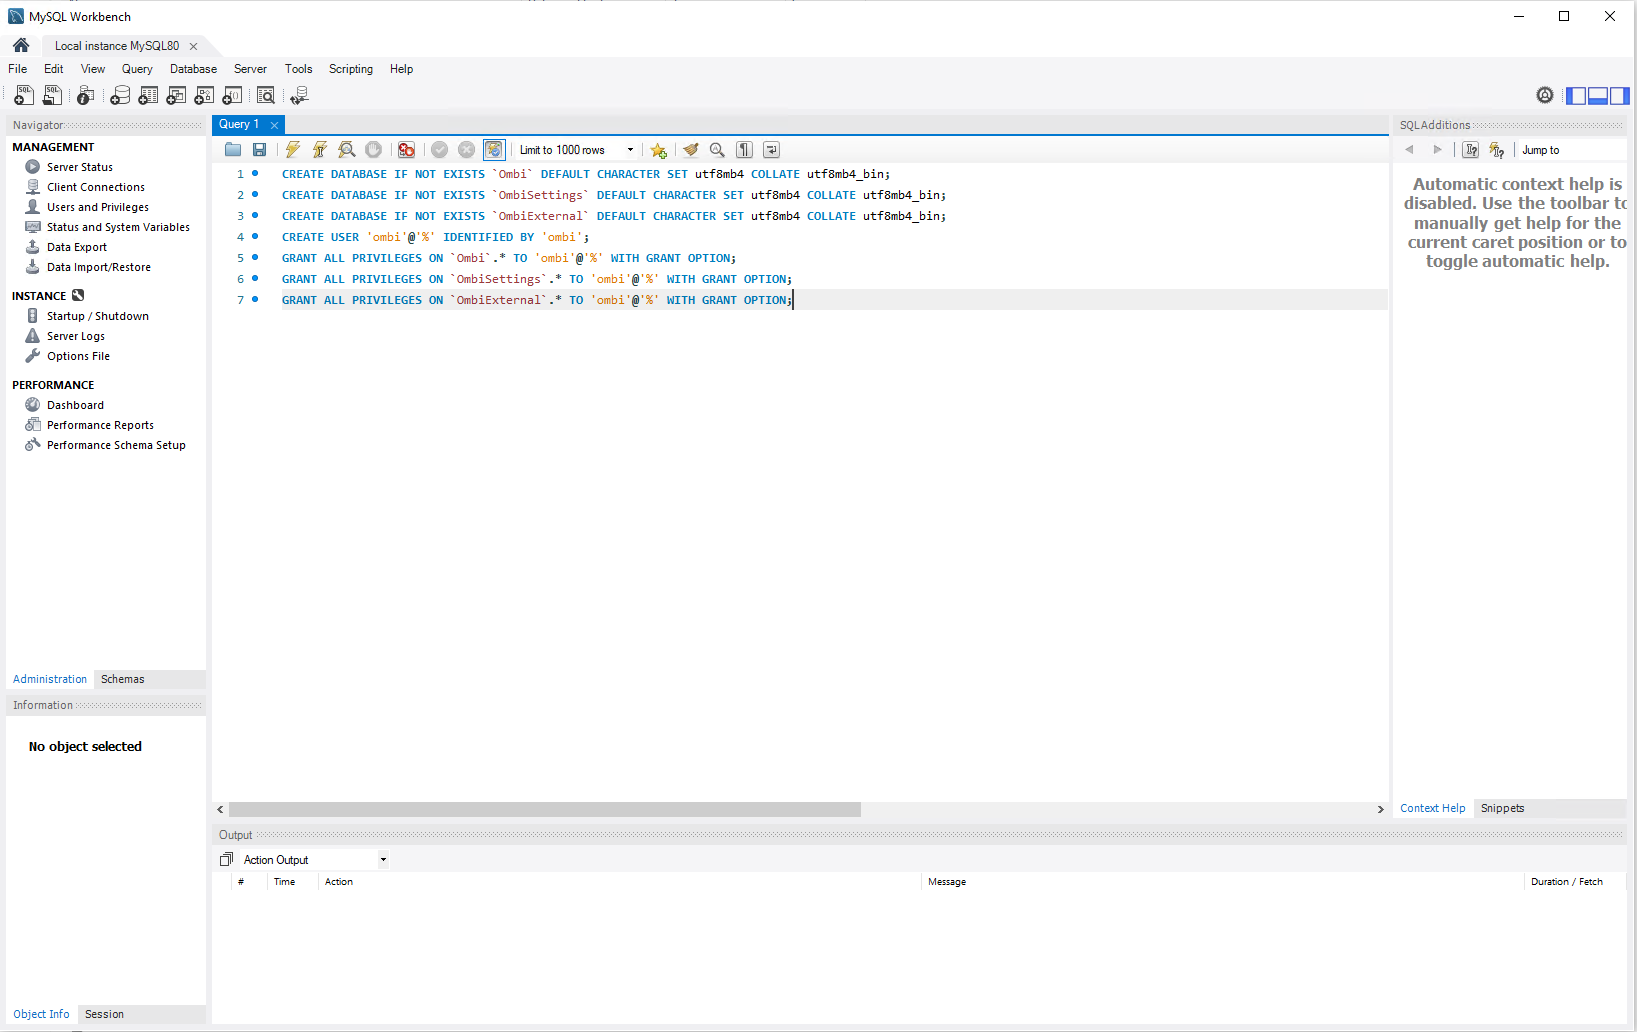 MySQL Workbench
Local instance MySQL80
File Edit View Query Database Server Tools Scripting Help
Navigator
MANAGEMENT
Server Status
Client Connections
Users and Privileges
Status and System Variables
Data Export
Data Import/Restore
INSTANCE
Startup / Shutdown
Server Logs
Options File
PERFORMANCE
Dashboard
Performance Reports
Performance Schema Setup
Administration Schemas
Information
No object selected
Object Info Session
Query 1
Limit to 1000 rows
1 CREATE DATABASE IF NOT EXISTS `Ombi` DEFAULT CHARACTER SET utf8mb4 COLLATE utf8mb4_bin;
2 CREATE DATABASE IF NOT EXISTS `OmbiSettings` DEFAULT CHARACTER SET utf8mb4 COLLATE utf8mb4_bin;
3 CREATE DATABASE IF NOT EXISTS `OmbiExternal` DEFAULT CHARACTER SET utf8mb4 COLLATE utf8mb4_bin;
4 CREATE USER 'ombi'@'%' IDENTIFIED BY 'ombi';
5 GRANT ALL PRIVILEGES ON `Ombi`.* TO 'ombi'@'%' WITH GRANT OPTION;
6 GRANT ALL PRIVILEGES ON `OmbiSettings`.* TO 'ombi'@'%' WITH GRANT OPTION;
7 GRANT ALL PRIVILEGES ON `OmbiExternal`.* TO 'ombi'@'%' WITH GRANT OPTION;
SQLAdditions
Jump to
Automatic context help is
disabled. Use the toolbar to
manually get help for the
current caret position or to
toggle automatic help.
Context Help Snippets
Output
Action Output
# Time Action Message Duration / Fetch